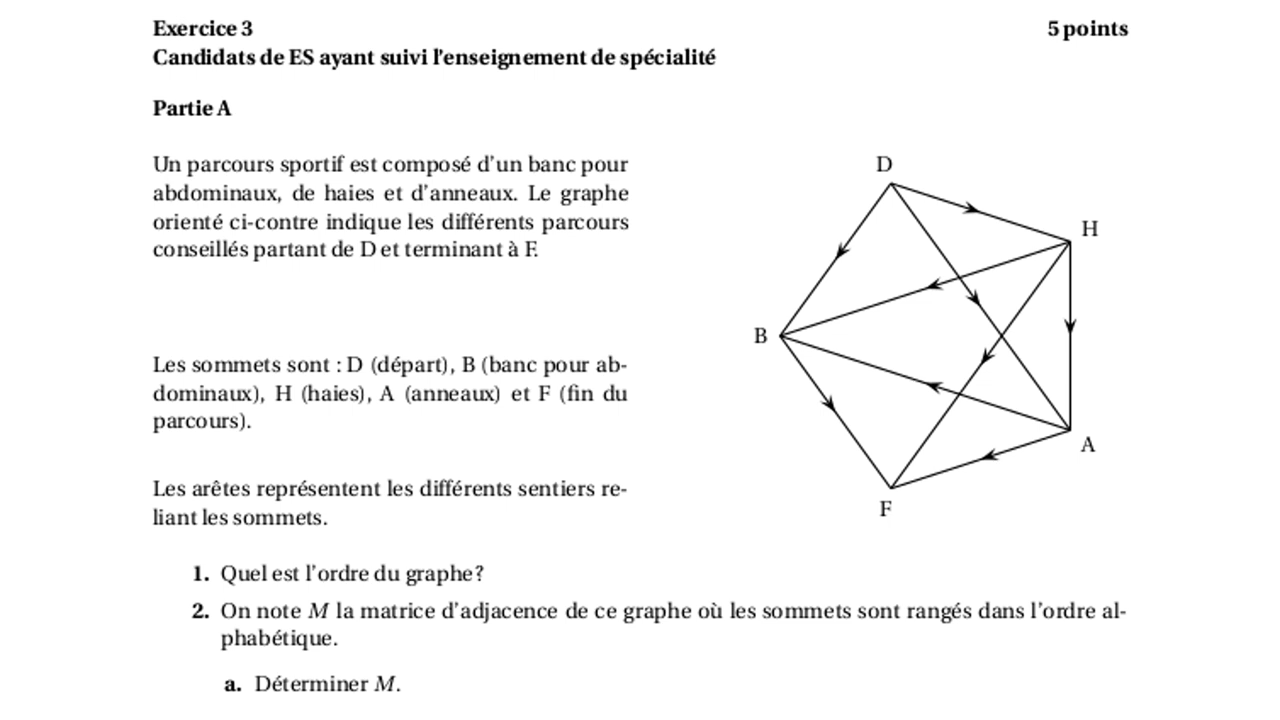 Exercice 3 5 points
Candidats de ES ayant suivi l'enseignement de spécialité
Partie A
Un parcours sportif est composé d'un banc pour
abdominaux, de haies et d'anneaux. Le graphe
orienté ci-contre indique les différents parcours
conseillés partant de D et terminant à F.
Les sommets sont : D (départ), B (banc pour ab-
dominaux), H (haies), A (anneaux) et F (fin du
parcours).
Les arêtes représentent les différents sentiers re-
liant les sommets.
D
H
B
A
F
1. Quel est l'ordre du graphe?
2. On note M la matrice d'adjacence de ce graphe où les sommets sont rangés dans l'ordre al-
phabétique.
a. Déterminer M.